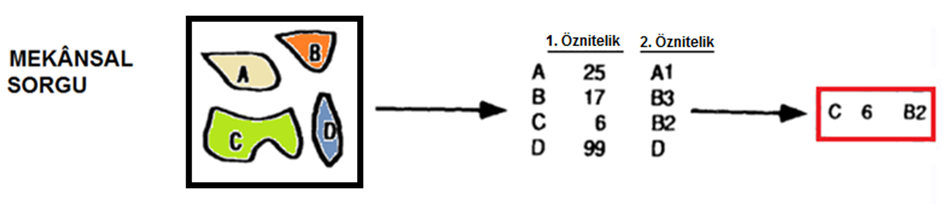 MEKÂNSAL
SORGU
A
B
C
D
1. Öznitelik 2. Öznitelik
A 25 A1
B 17 B3
C 6 B2
D 99 D
C 6 B2